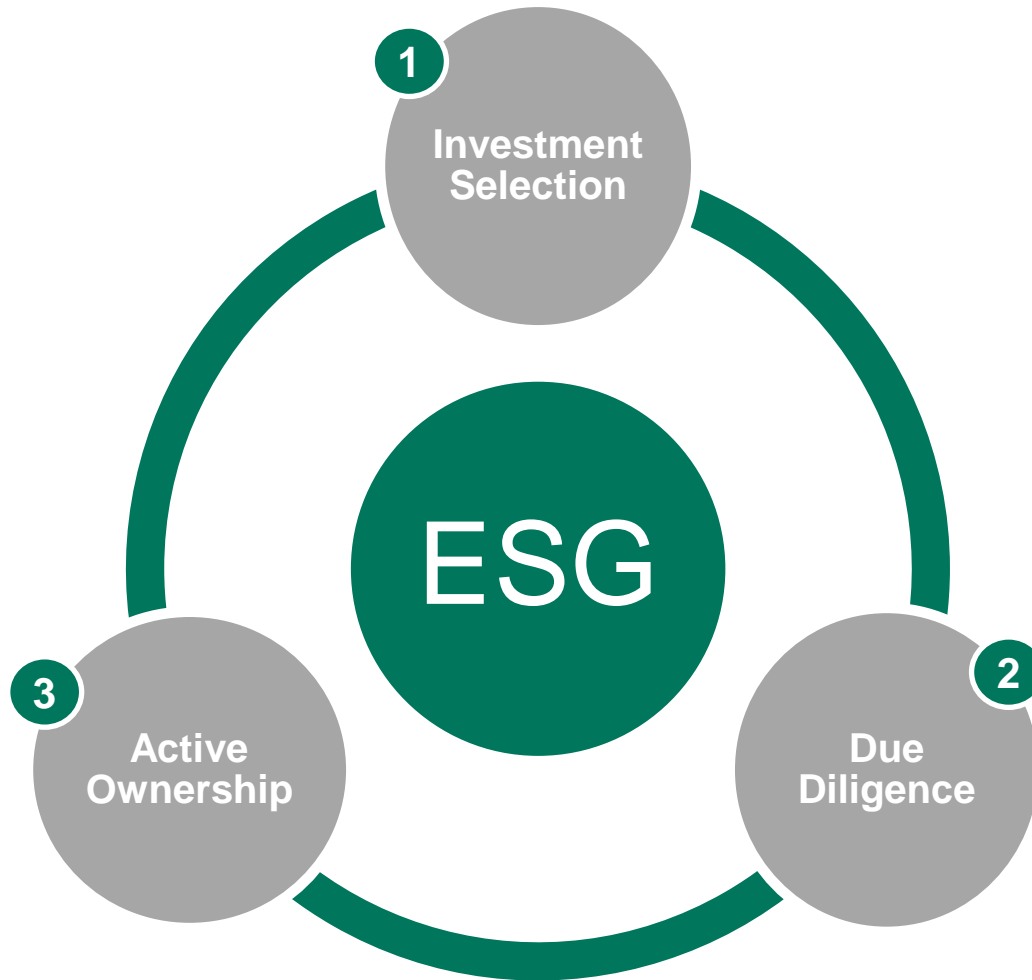 1
Investment
Selection
ESG
2
Due
Diligence
3
Active
Ownership